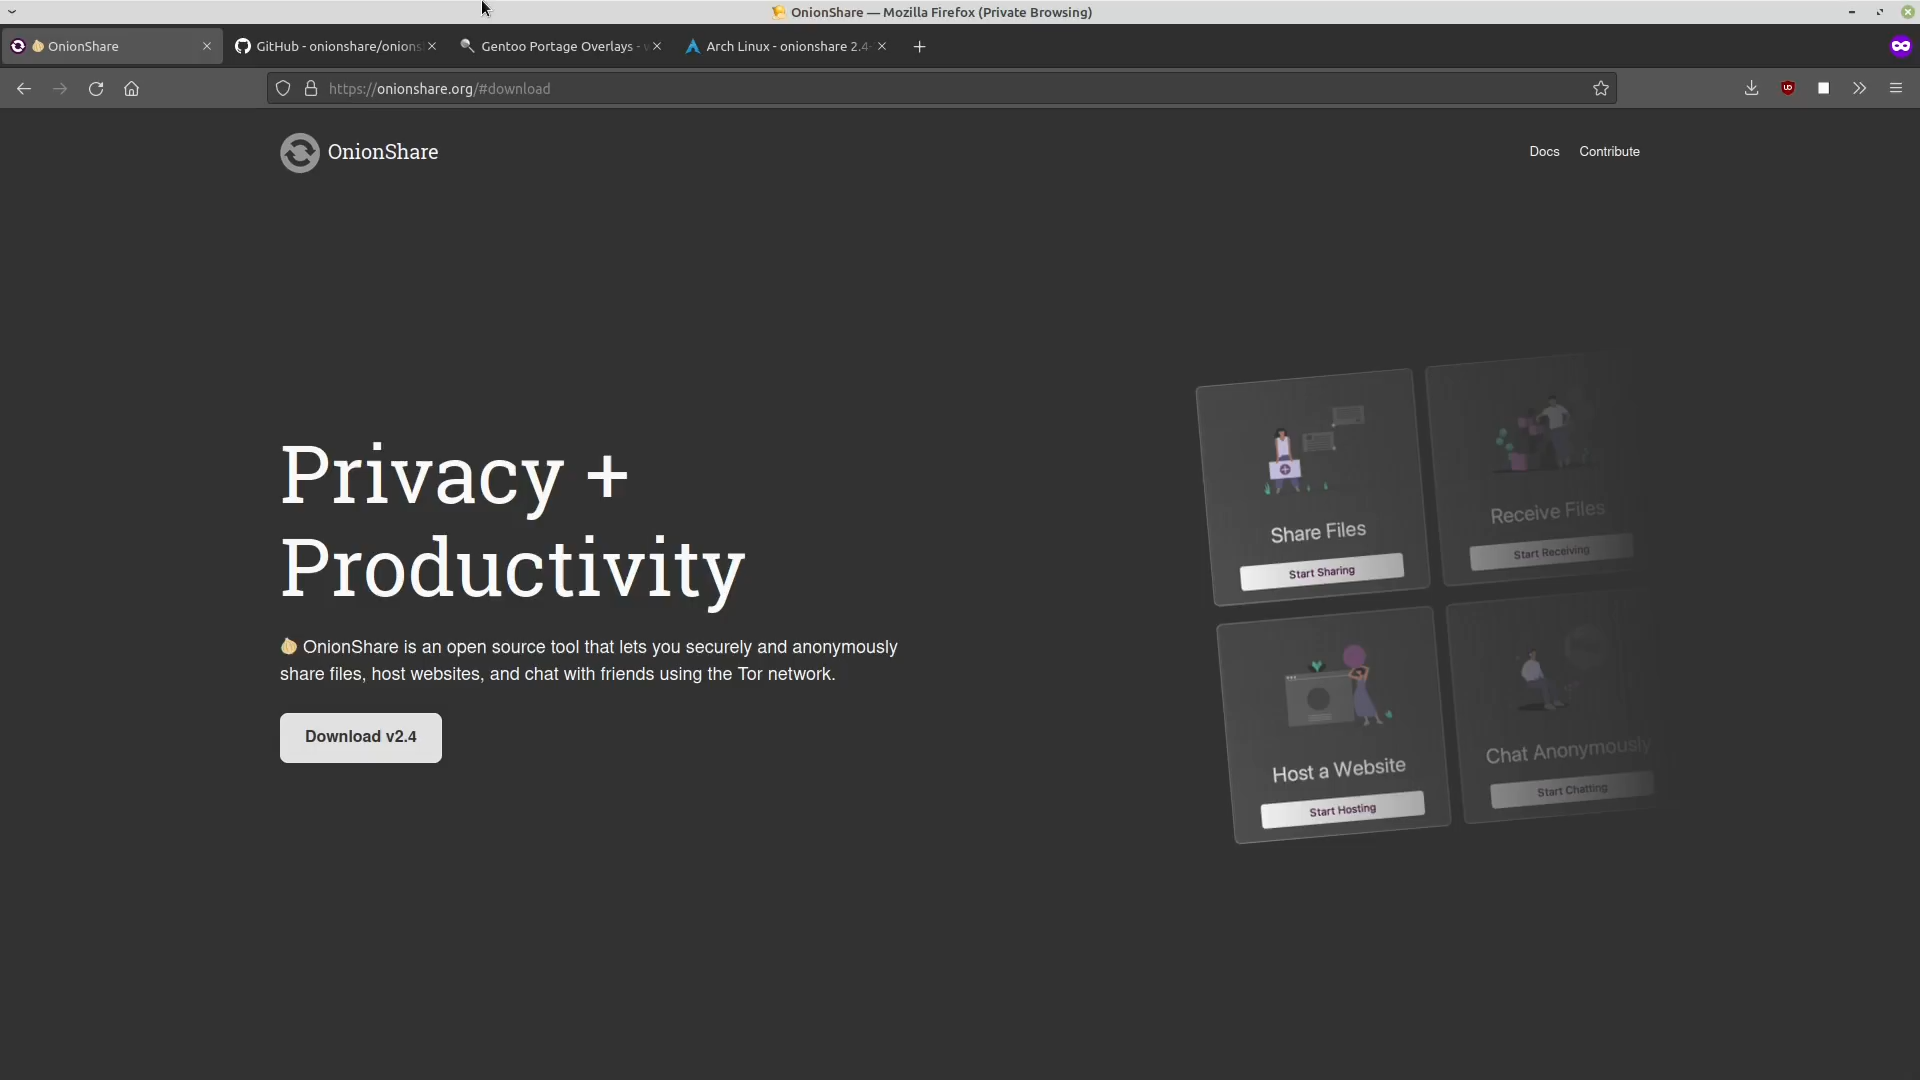 OnionShare — Mozilla Firefox (Private Browsing)
OnionShare
GitHub - onionshare/onions
Gentoo Portage Overlays -
Arch Linux - onionshare 2.4-
https://onionshare.org/#download
OnionShare
Docs
Contribute
Privacy +
Productivity
OnionShare is an open source tool that lets you securely and anonymously
share files, host websites, and chat with friends using the Tor network.
Download v2.4
Share Files
Start Sharing
Receive Files
Start Receiving
Host a Website
Start Hosting
Chat Anonymously
Start Chatting